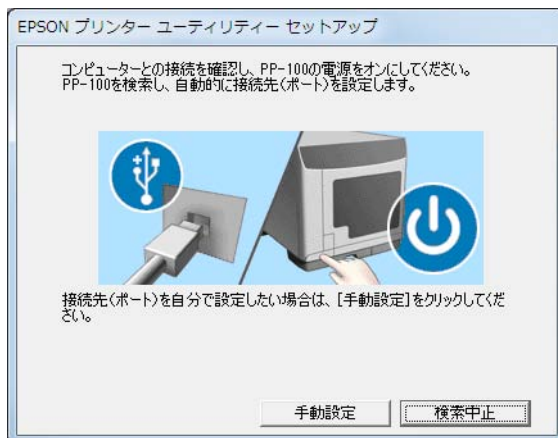 EPSON プリンター ユーティリティー セットアップ
コンピューターとの接続を確認し、PP-100の電源をオンにしてください。
PP-100を検索し、自動的に接続先(ポート)を設定します。
接続先(ポート)を自分で設定したい場合は、[手動設定]をクリックしてくだ
さい。
手動設定
検索中止